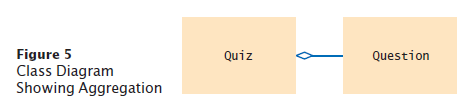 Figure 5
Class Diagram
Showing Aggregation
Quiz
Question